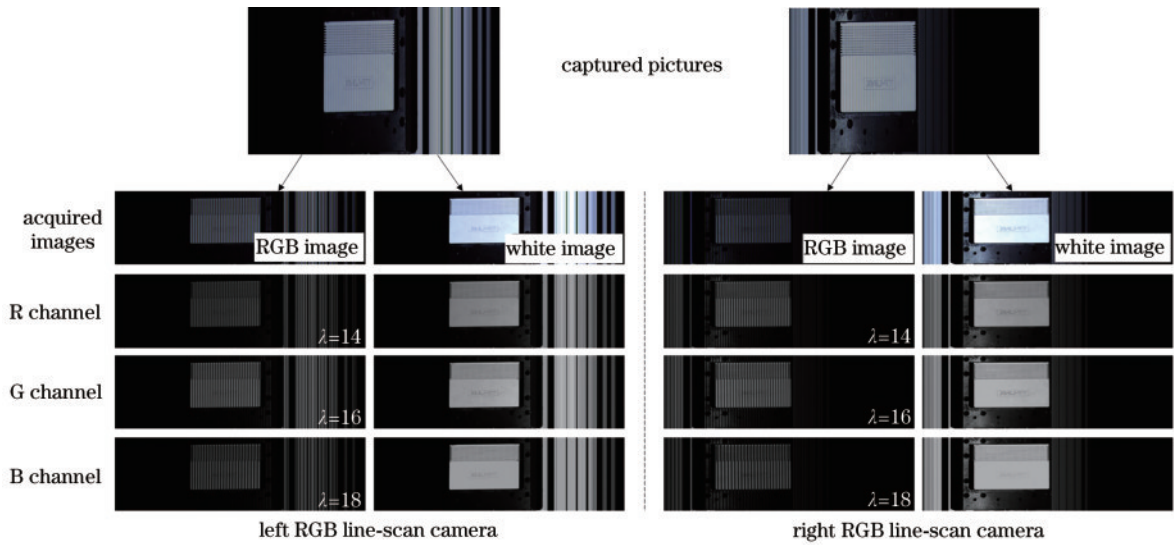 captured pictures
acquired images
RGB image
white image
RGB image
white image
R channel
λ=14
λ=14
G channel
λ=16
λ=16
B channel
λ=18
λ=18
left RGB line-scan camera
right RGB line-scan camera